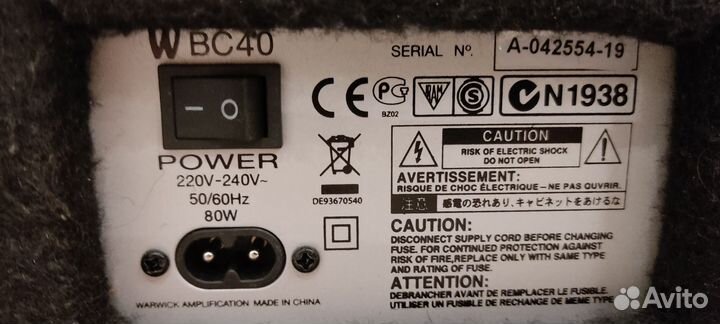 W BC40
SERIAL Nº.
A-042554-19
POWER
220V~240V~
50/60Hz
80W
CE
PG
BZ02
S
N1938
DE93670540
CAUTION
RISK OF ELECTRIC SHOCK
DO NOT OPEN
AVERTISSEMENT:
RISQUE DE CHOC ÉLECTRIQUE-NE PAS OUVRIR.
注意 感電の恐れあり、キャビネットをあけるな
CAUTION:
DISCONNECT SUPPLY CORD BEFORE CHANGING
FUSE. FOR CONTINUED PROTECTION AGAINST
RISK OF FIRE,REPLACE ONLY WITH SAME TYPE
AND RATING OF FUSE.
ATTENTION:
DEBRANCHER AVANT DE REMPLACER LE FUSIBLE.
UTILISER UN FUSIBLE DE RECHANGE DE MEME TYPE
WARWICK AMPLIFICATION MADE IN CHINA
Avito